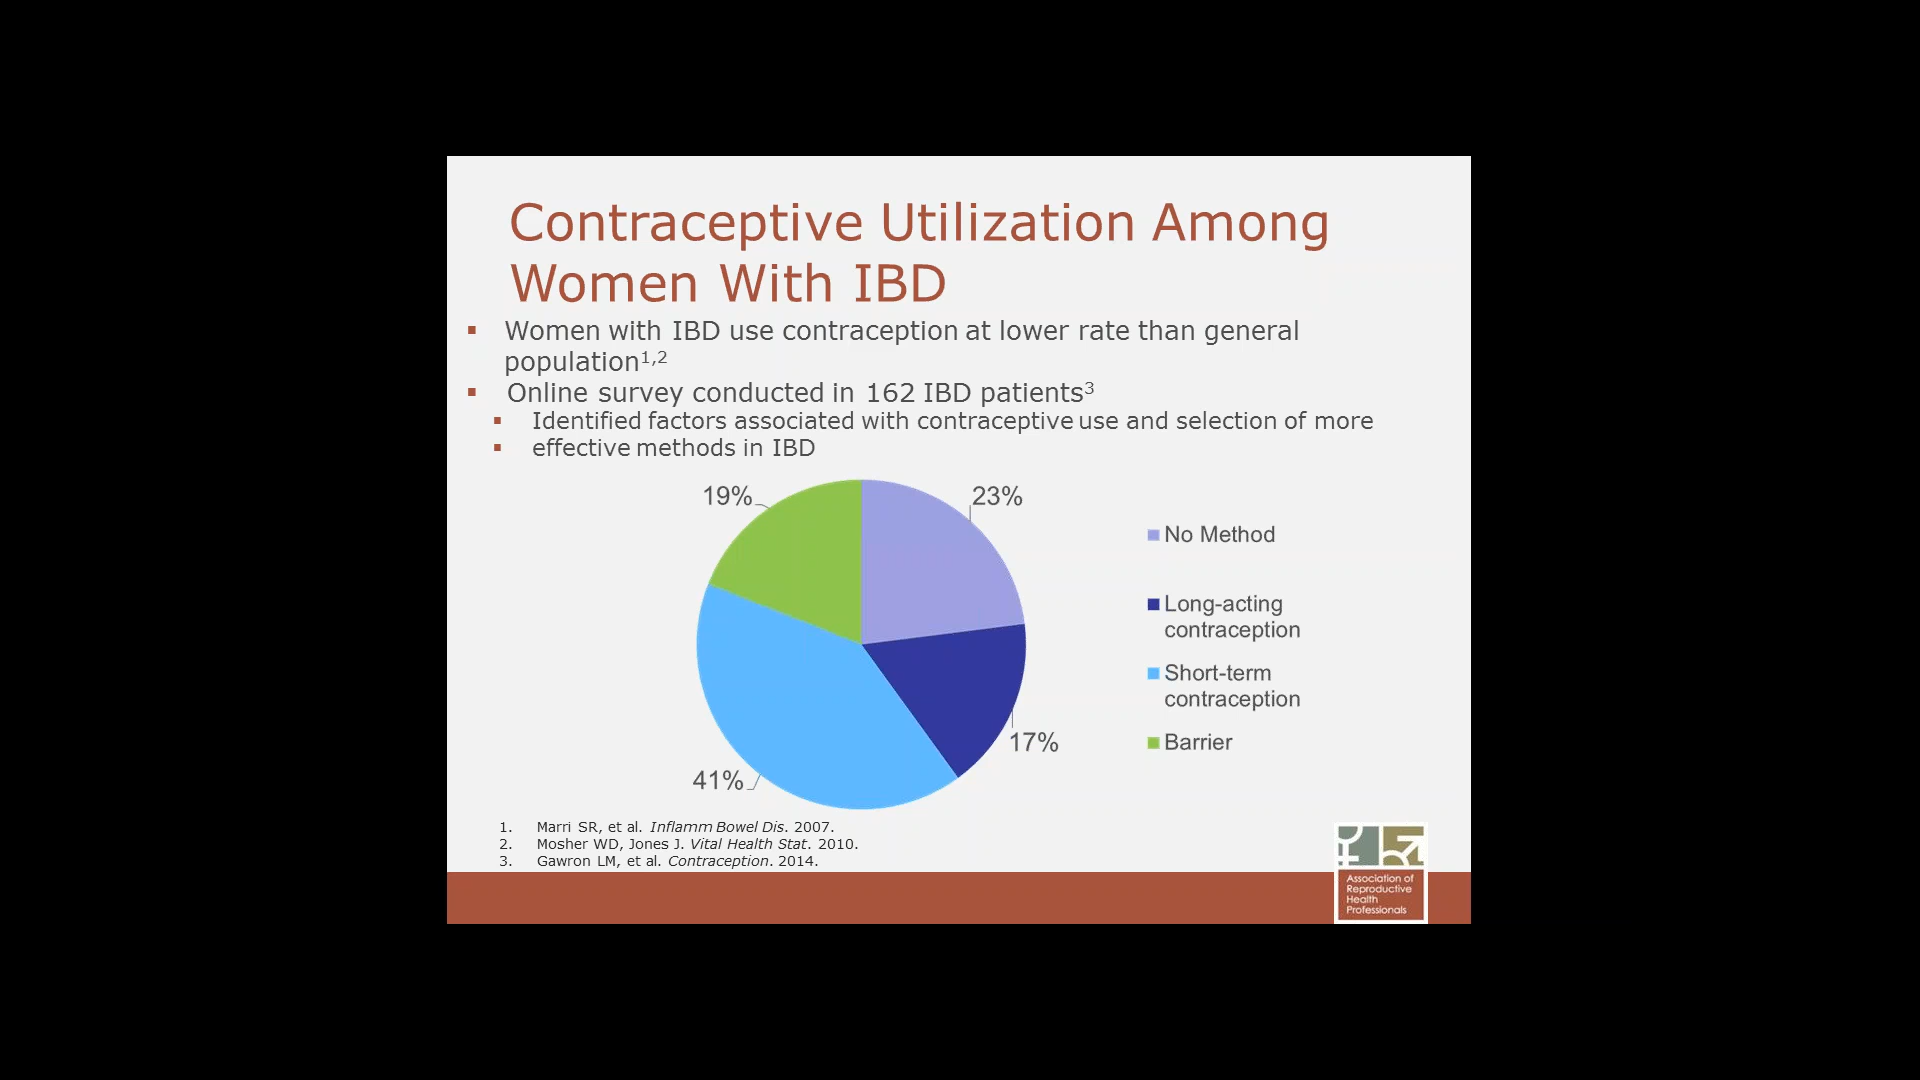 Contraceptive Utilization Among
Women With IBD
▪ Women with IBD use contraception at lower rate than general
population1,2
▪ Online survey conducted in 162 IBD patients3
▪ Identified factors associated with contraceptive use and selection of more
▪ effective methods in IBD
19%
23%
No Method
Long-acting
contraception
Short-term
contraception
17%
Barrier
41%
1. Marri SR, et al. Inflamm Bowel Dis. 2007.
2. Mosher WD, Jones J. Vital Health Stat. 2010.
3. Gawron LM, et al. Contraception. 2014.
Association of
Reproductive
Health
Professionals